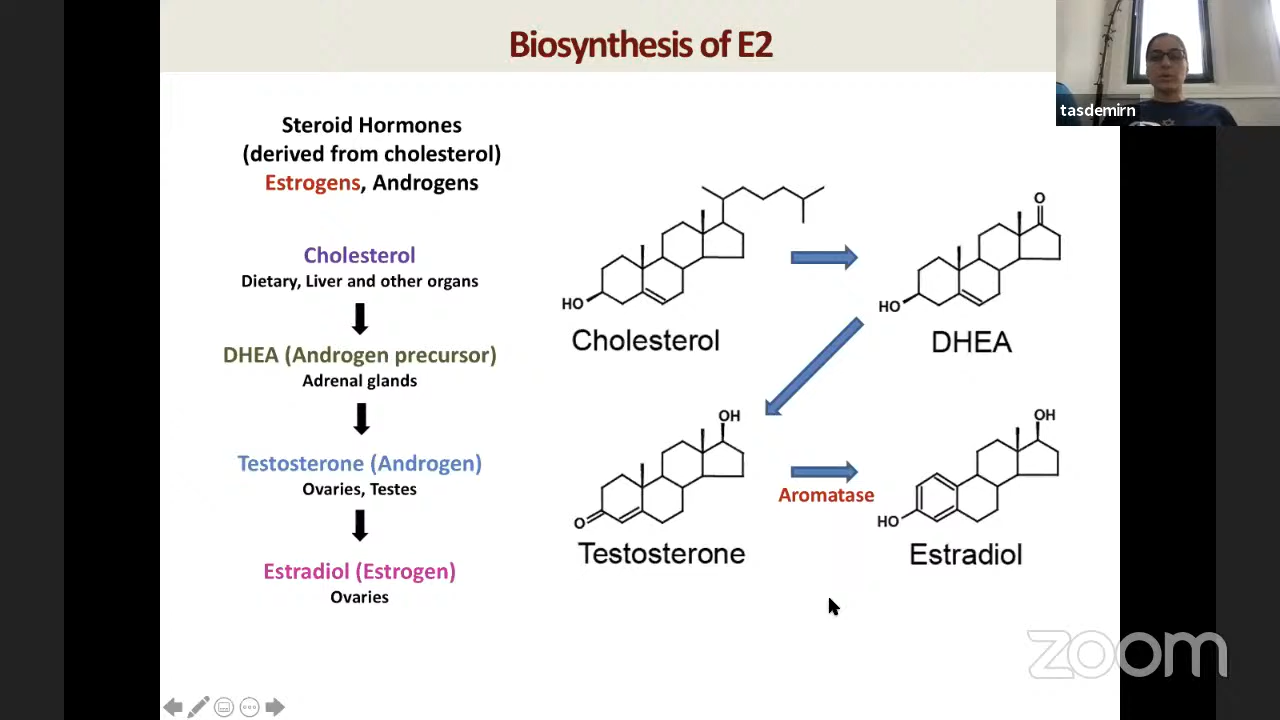 Biosynthesis of E2
tasdemirn
Steroid Hormones
(derived from cholesterol)
Estrogens, Androgens
Cholesterol
Dietary, Liver and other organs
DHEA (Androgen precursor)
Adrenal glands
Testosterone (Androgen)
Ovaries, Testes
Estradiol (Estrogen)
Ovaries
HO
Cholesterol
O
HO
DHEA
OH
O
Testosterone
Aromatase
OH
HO
Estradiol
zoom